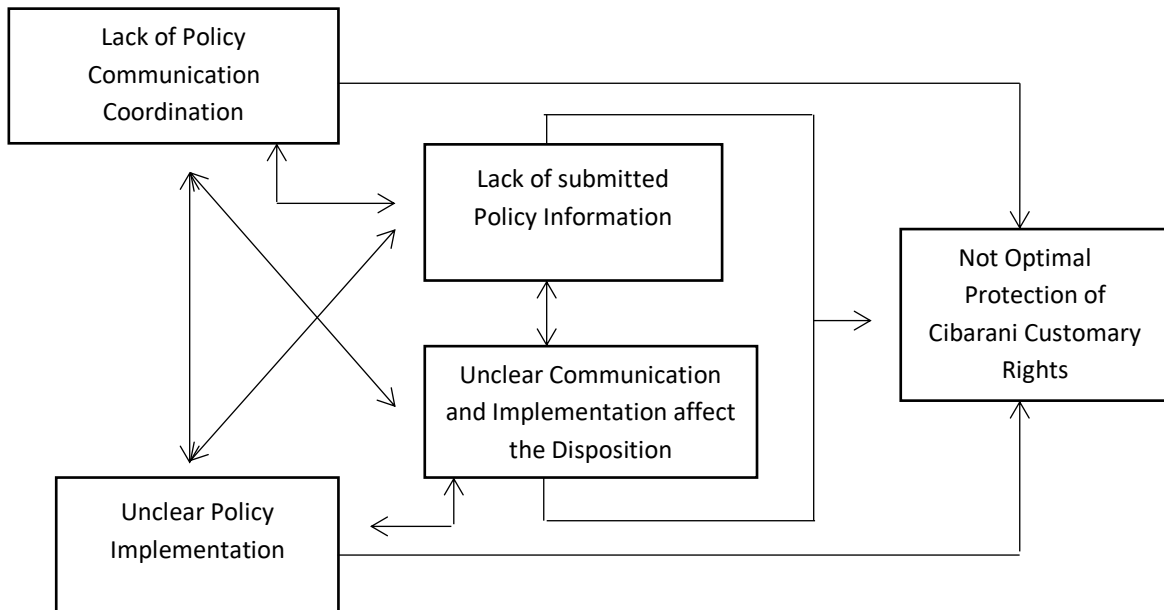 Lack of Policy
Communication
Coordination
Lack of submitted
Policy Information
Not Optimal
Protection of
Cibarani Customary
Rights
Unclear Communication
and Implementation affect
the Disposition
Unclear Policy
Implementation